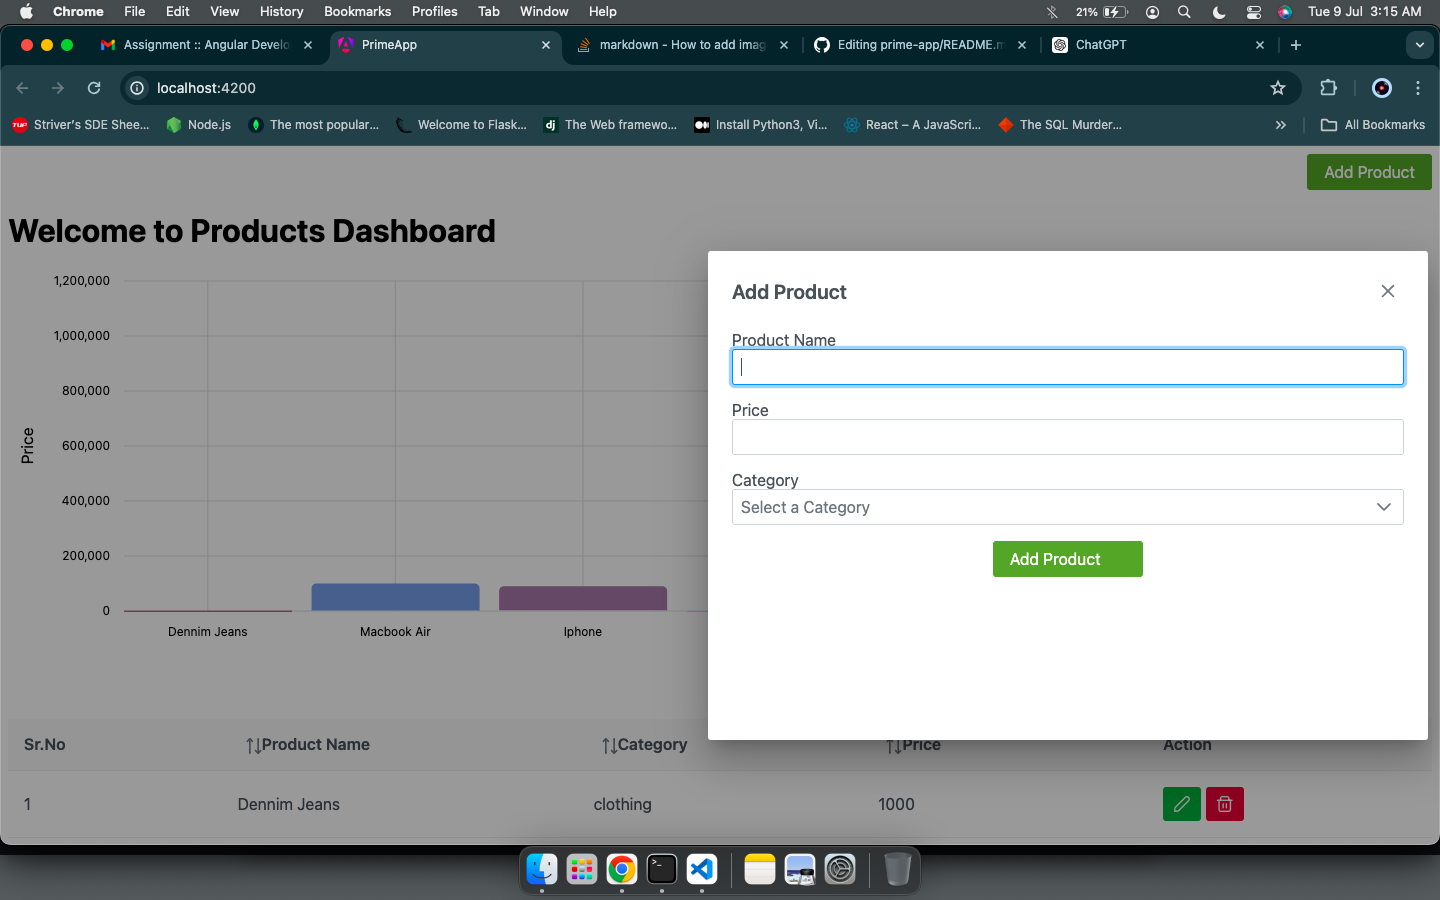 Chrome File Edit View History Bookmarks Profiles Tab Window Help 21% Tue 9 Jul 3:15 AM
Assignment :: Angular Develo PrimeApp markdown - How to add imag Editing prime-app/README.m ChatGPT
localhost:4200
TUF Striver's SDE Shee... Node.js The most popular... Welcome to Flask... dj The Web framewo... Install Python3, Vi... React – A JavaScri... The SQL Murder... All Bookmarks
Add Product
Welcome to Products Dashboard
1,200,000
1,000,000
800,000
600,000
400,000
200,000
0
Price
Dennim Jeans Macbook Air Iphone
Add Product
Product Name
Price
Category
Select a Category
Add Product
Sr.No Product Name Category Price Action
1 Dennim Jeans clothing 1000